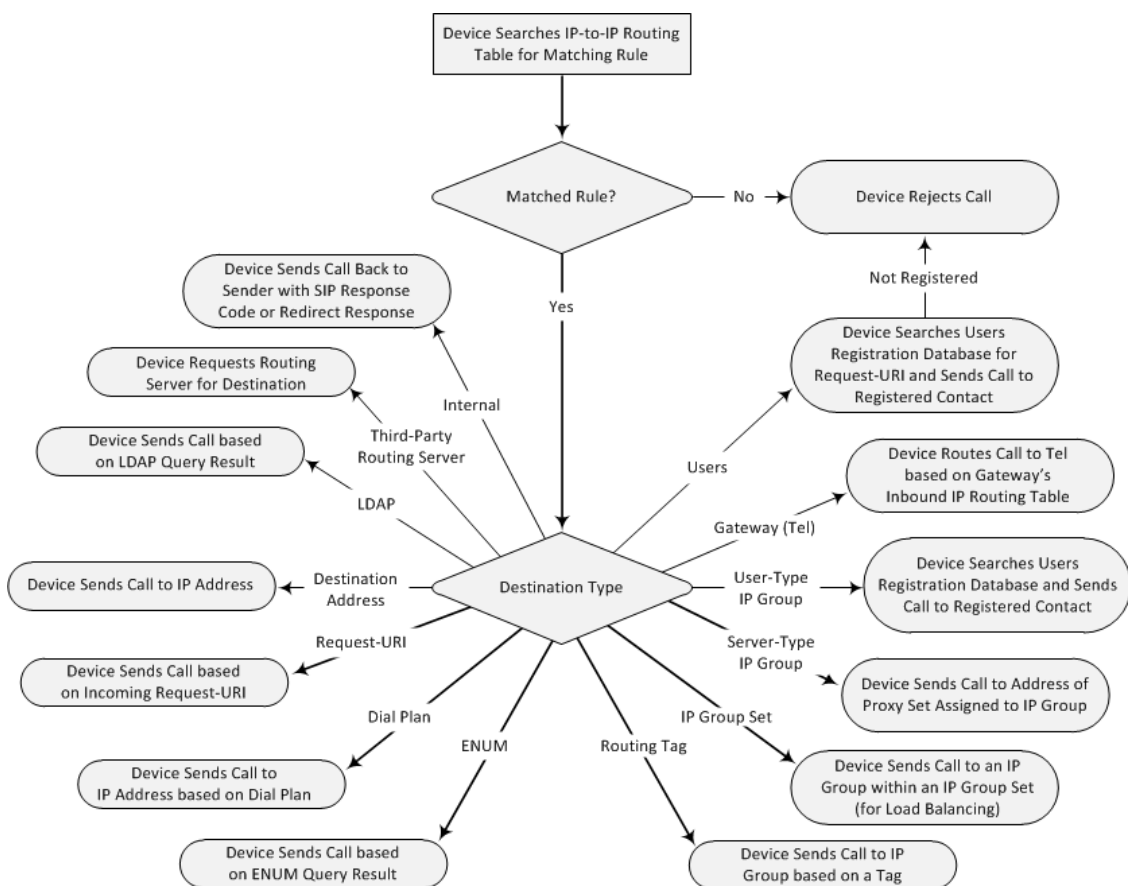 Device Searches IP-to-IP Routing
Table for Matching Rule
Matched Rule?
No
Device Rejects Call
Not Registered
Yes
Device Sends Call Back to
Sender with SIP Response
Code or Redirect Response
Internal
Device Searches Users
Registration Database for
Request-URI and Sends Call to
Registered Contact
Users
Device Requests Routing
Server for Destination
Third-Party
Routing Server
Device Sends Call based
on LDAP Query Result
LDAP
Device Routes Call to Tel
based on Gateway's
Inbound IP Routing Table
Gateway (Tel)
Destination Type
Device Sends Call to IP Address
Destination
Address
User-Type
IP Group
Device Searches Users
Registration Database and Sends
Call to Registered Contact
Request-URI
Device Sends Call based
on Incoming Request-URI
Server-Type
IP Group
Device Sends Call to Address of
Proxy Set Assigned to IP Group
Dial Plan
Device Sends Call to
IP Address based on Dial Plan
ENUM
Device Sends Call based
on ENUM Query Result
Routing Tag
Device Sends Call to IP
Group based on a Tag
IP Group Set
Device Sends Call to an IP
Group within an IP Group Set
(for Load Balancing)